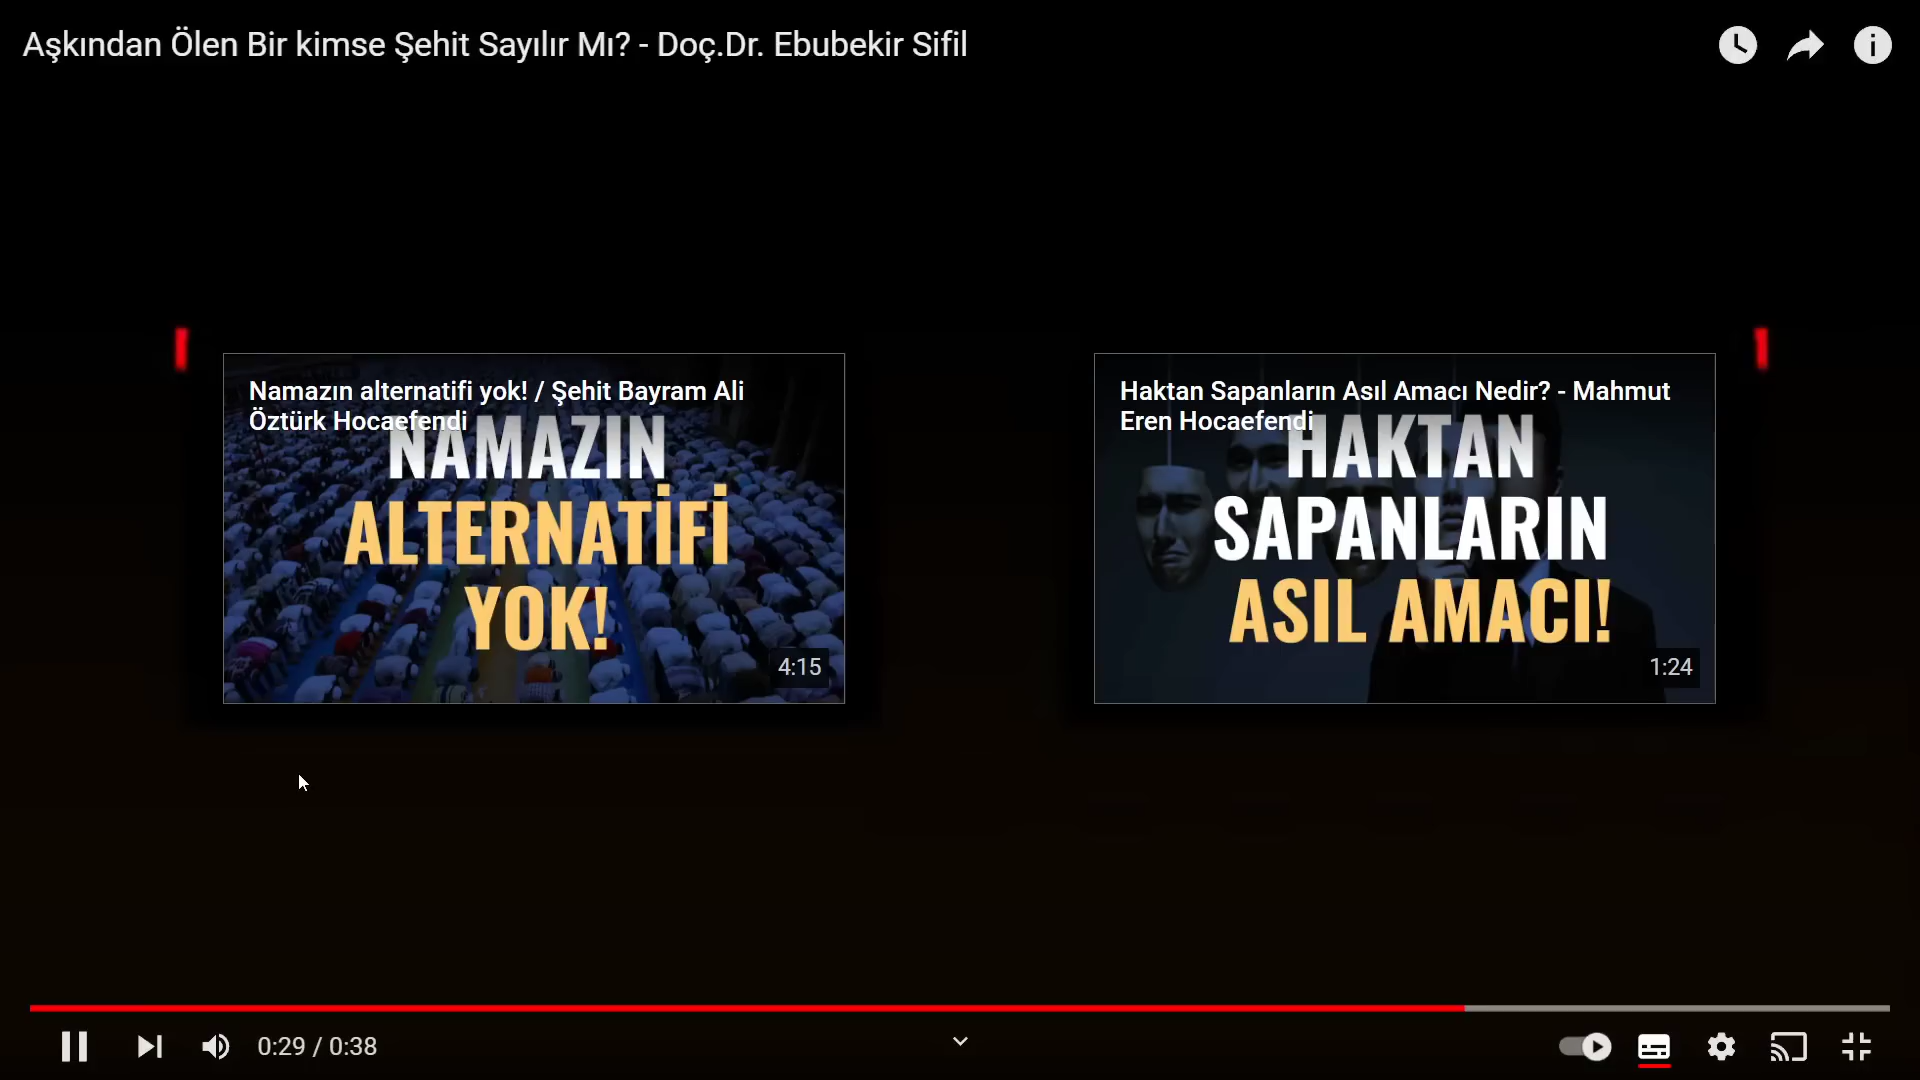 Aşkından Ölen Bir kimse Şehit Sayılır Mı? - Doç.Dr. Ebubekir Sifil
Namazın alternatifi yok! / Şehit Bayram Ali
Öztürk Hocaefendi
NAMAZIN
ALTERNATİFİ
YOK!
4:15
Haktan Sapanların Asıl Amacı Nedir? - Mahmut
Eren Hocaefendi
HAKTAN
SAPANLARIN
ASIL AMACI!
1:24
0:29 / 0:38